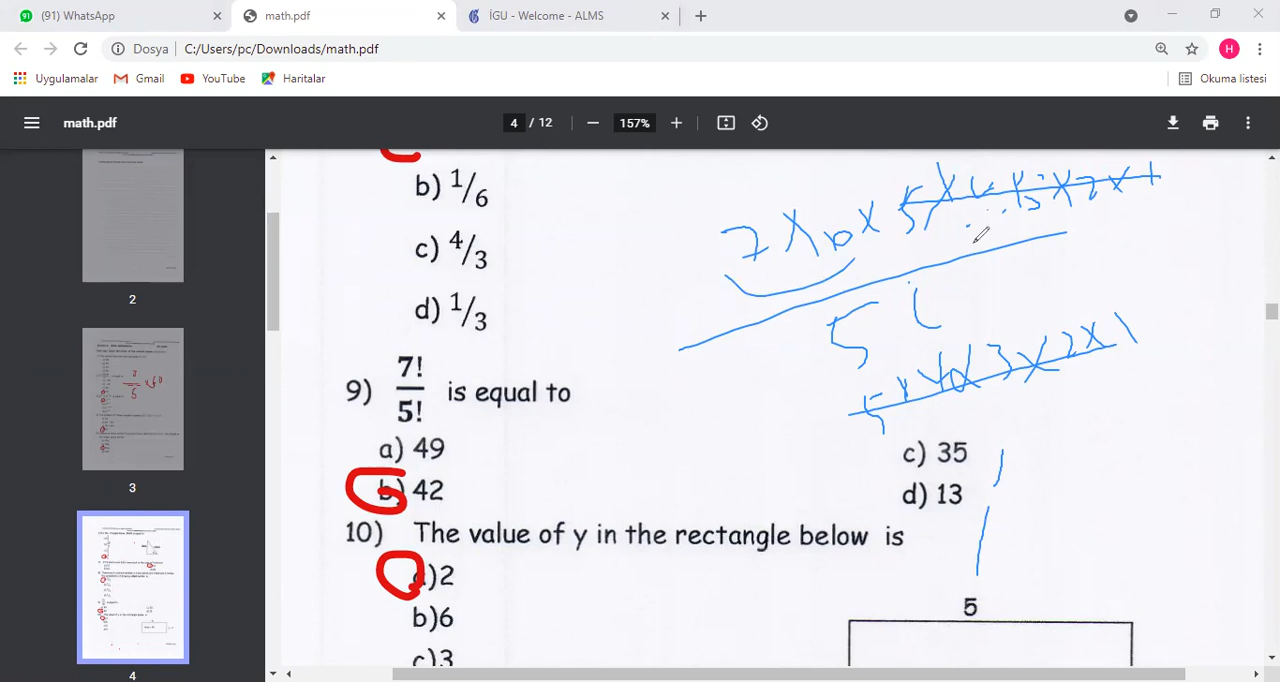 (91) WhatsApp
math.pdf
İGU - Welcome - ALMS
Dosya
C:/Users/pc/Downloads/math.pdf
H
Uygulamalar
Gmail
YouTube
Haritalar
Okuma listesi
math.pdf
4 / 12
157%
2
3
4
b) 1/6
c) 4/3
d) 1/3
9) 7!/5! is equal to
a) 49
b) 42
c) 35
d) 13
10) The value of y in the rectangle below is
a)2
b)6
c)3
5
5x4x3x2x1